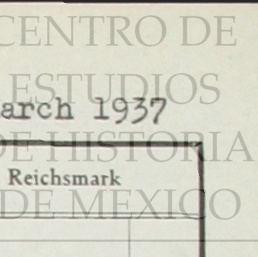 CENTRO DE
ESTUDIOS
arch 1937
DE HISTORIA
Reichsmark
DE MEXICO